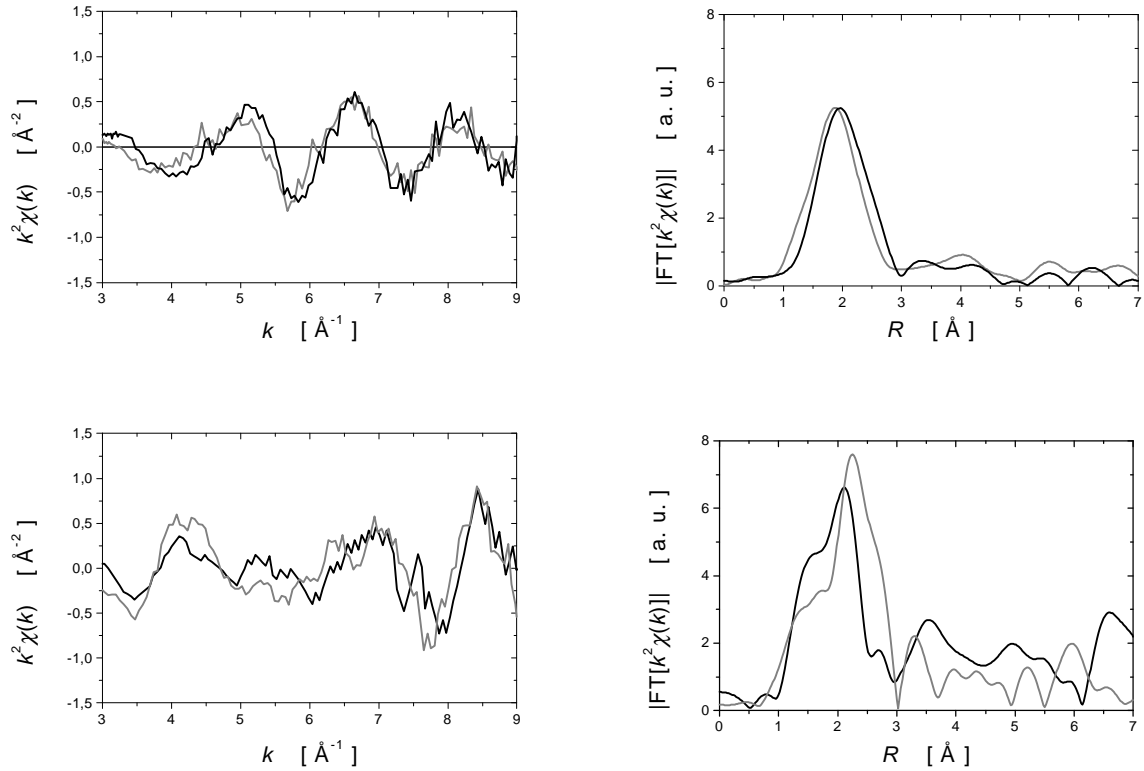 1,5
1,0
0,5
0,0
-0,5
-1,0
-1,5
3 4 5 6 7 8 9
k²χ(k) [ Å⁻² ]
k [ Å⁻¹ ]
8
6
4
2
0
0 1 2 3 4 5 6 7
|FT[k²χ(k)]| [ a. u. ]
R [ Å ]
1,5
1,0
0,5
0,0
-0,5
-1,0
-1,5
3 4 5 6 7 8 9
k²χ(k) [ Å⁻² ]
k [ Å⁻¹ ]
8
6
4
2
0
0 1 2 3 4 5 6 7
|FT[k²χ(k)]| [ a. u. ]
R [ Å ]